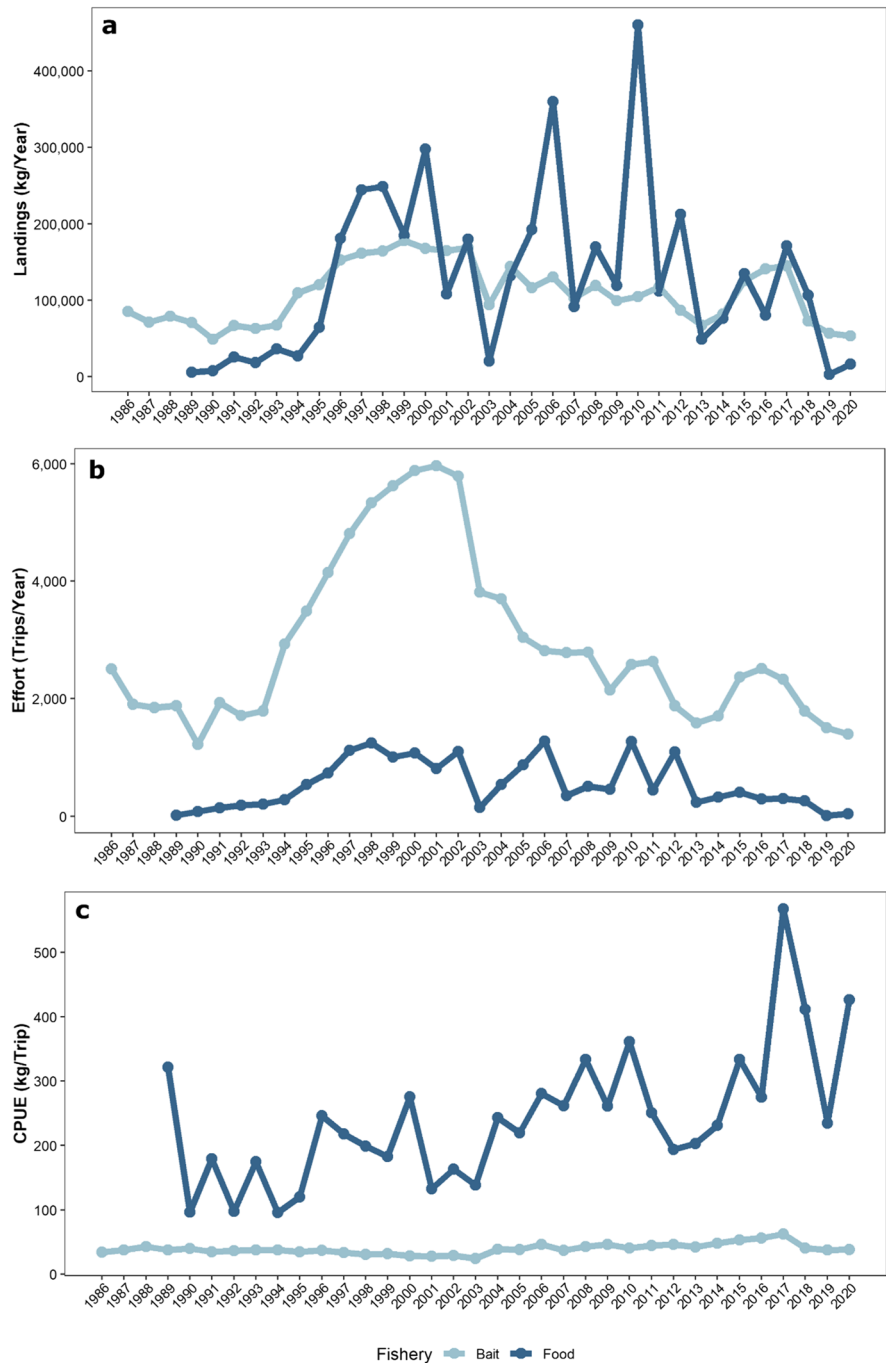 a
Landings (kg/Year)
400,000
300,000
200,000
100,000
0
1986 1987 1988 1989 1990 1991 1992 1993 1994 1995 1996 1997 1998 1999 2000 2001 2002 2003 2004 2005 2006 2007 2008 2009 2010 2011 2012 2013 2014 2015 2016 2017 2018 2019 2020
b
Effort (Trips/Year)
6,000
4,000
2,000
0
1986 1987 1988 1989 1990 1991 1992 1993 1994 1995 1996 1997 1998 1999 2000 2001 2002 2003 2004 2005 2006 2007 2008 2009 2010 2011 2012 2013 2014 2015 2016 2017 2018 2019 2020
c
CPUE (kg/Trip)
500
400
300
200
100
0
1986 1987 1988 1989 1990 1991 1992 1993 1994 1995 1996 1997 1998 1999 2000 2001 2002 2003 2004 2005 2006 2007 2008 2009 2010 2011 2012 2013 2014 2015 2016 2017 2018 2019 2020
Fishery Bait Food